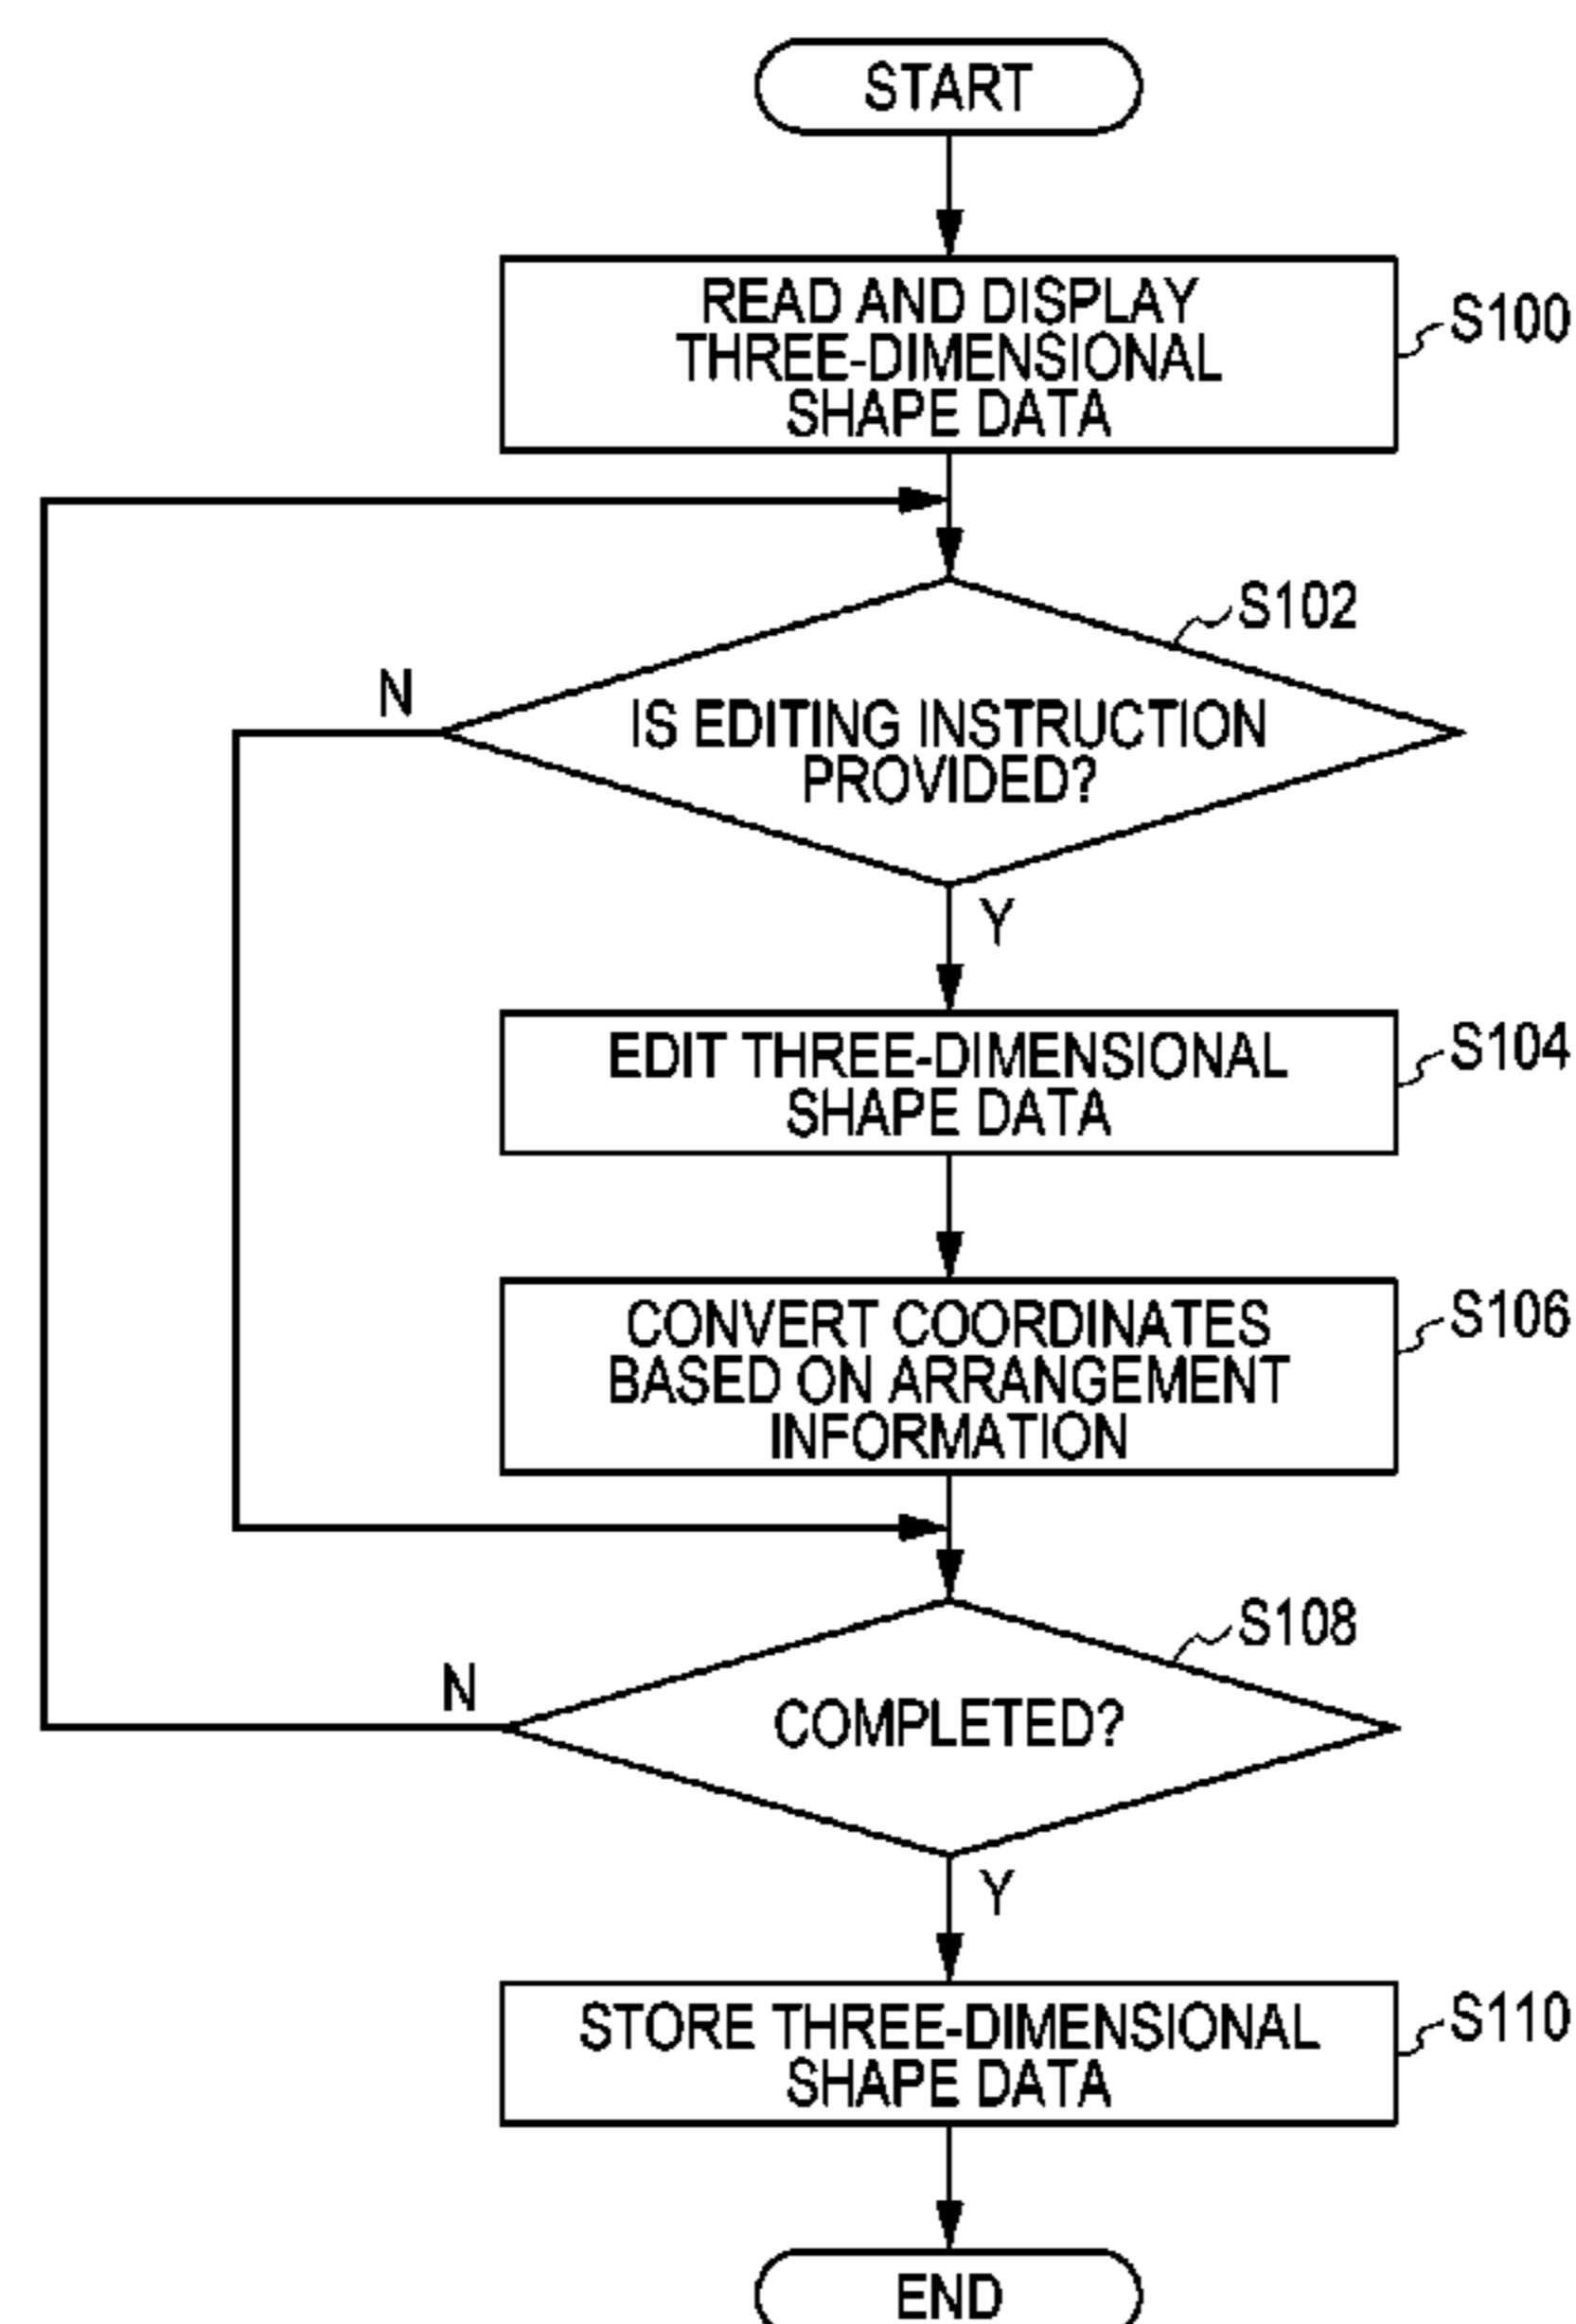 START
READ AND DISPLAY
THREE-DIMENSIONAL
SHAPE DATA
S100
S102
N
IS EDITING INSTRUCTION
PROVIDED?
Y
EDIT THREE-DIMENSIONAL
SHAPE DATA
S104
CONVERT COORDINATES
BASED ON ARRANGEMENT
INFORMATION
S106
S108
N
COMPLETED?
Y
STORE THREE-DIMENSIONAL
SHAPE DATA
S110
END